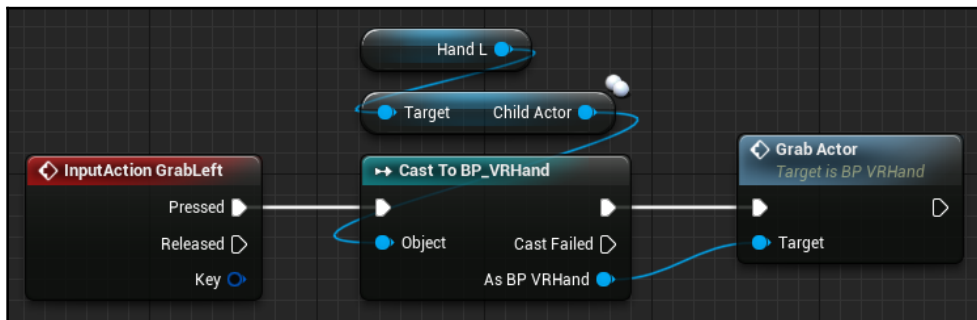 Hand L
Target Child Actor
InputAction GrabLeft
Pressed
Released
Key
Cast To BP_VRHand
Object
Cast Failed
As BP VRHand
Grab Actor
Target is BP VRHand
Target